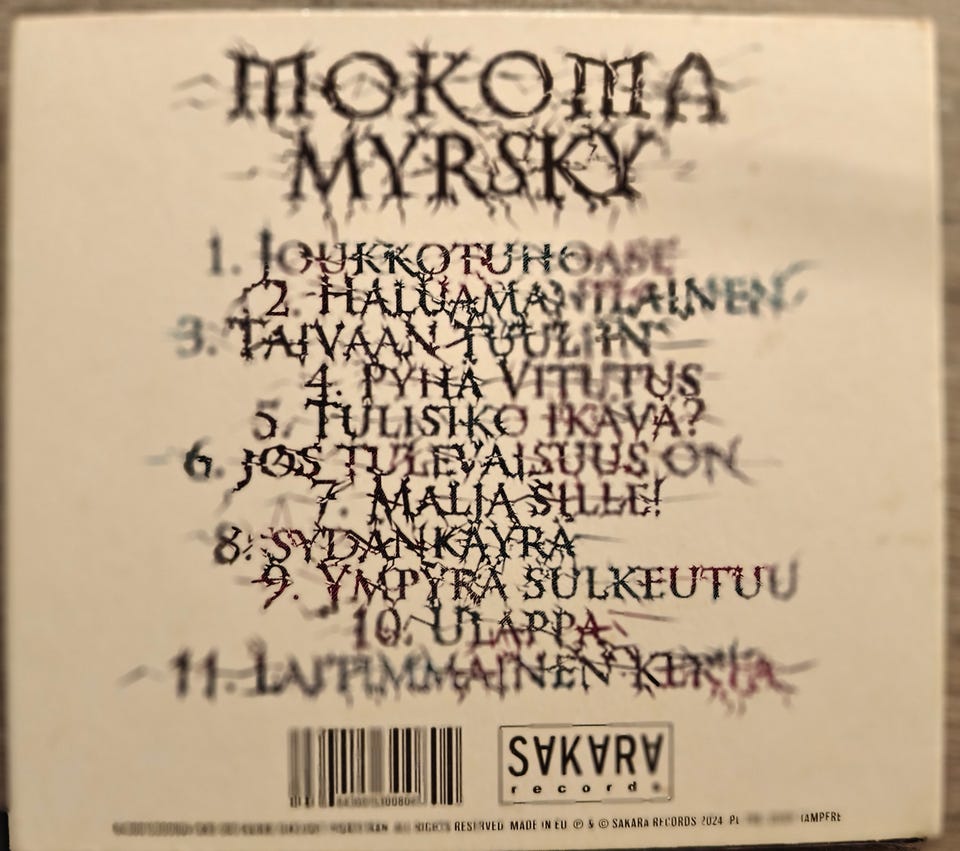 MOKOMA
MYRSKY
1. JOUKKOTUHOASE
2. HALUAMANILAINEN
3. TAIVAAN TUULIIN
4. PYHÄ VITUTUS
5. TULISIKO IKÄVÄ?
6. JOS TULEVAISUUS ON
7. MALJA SILLE!
8. SYDÄNKÄYRÄ
9. YMPYRÄ SULKEUTUU
10. ULAPPA
11. LAITIMMAINEN KERTA
SAKARA
records
ALL RIGHTS RESERVED. MADE IN EU. ℗ & © SAKARA RECORDS 2024 TAMPERE